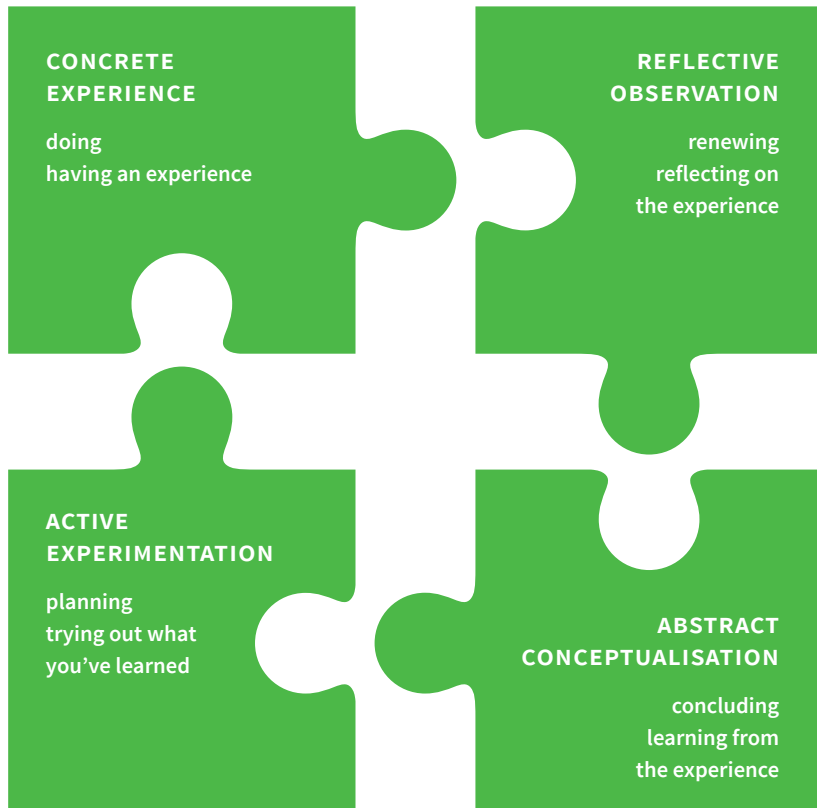 CONCRETE
EXPERIENCE
doing
having an experience
REFLECTIVE
OBSERVATION
renewing
reflecting on
the experience
ACTIVE
EXPERIMENTATION
planning
trying out what
you’ve learned
ABSTRACT
CONCEPTUALISATION
concluding
learning from
the experience